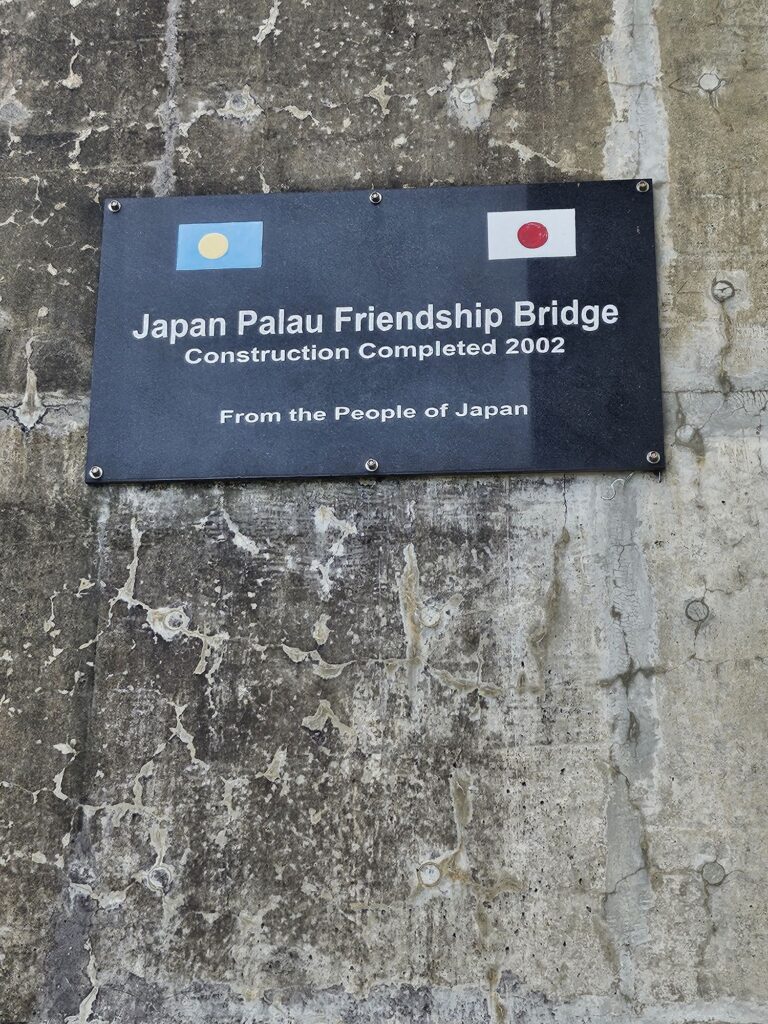 Japan Palau Friendship Bridge
Construction Completed 2002
From the People of Japan